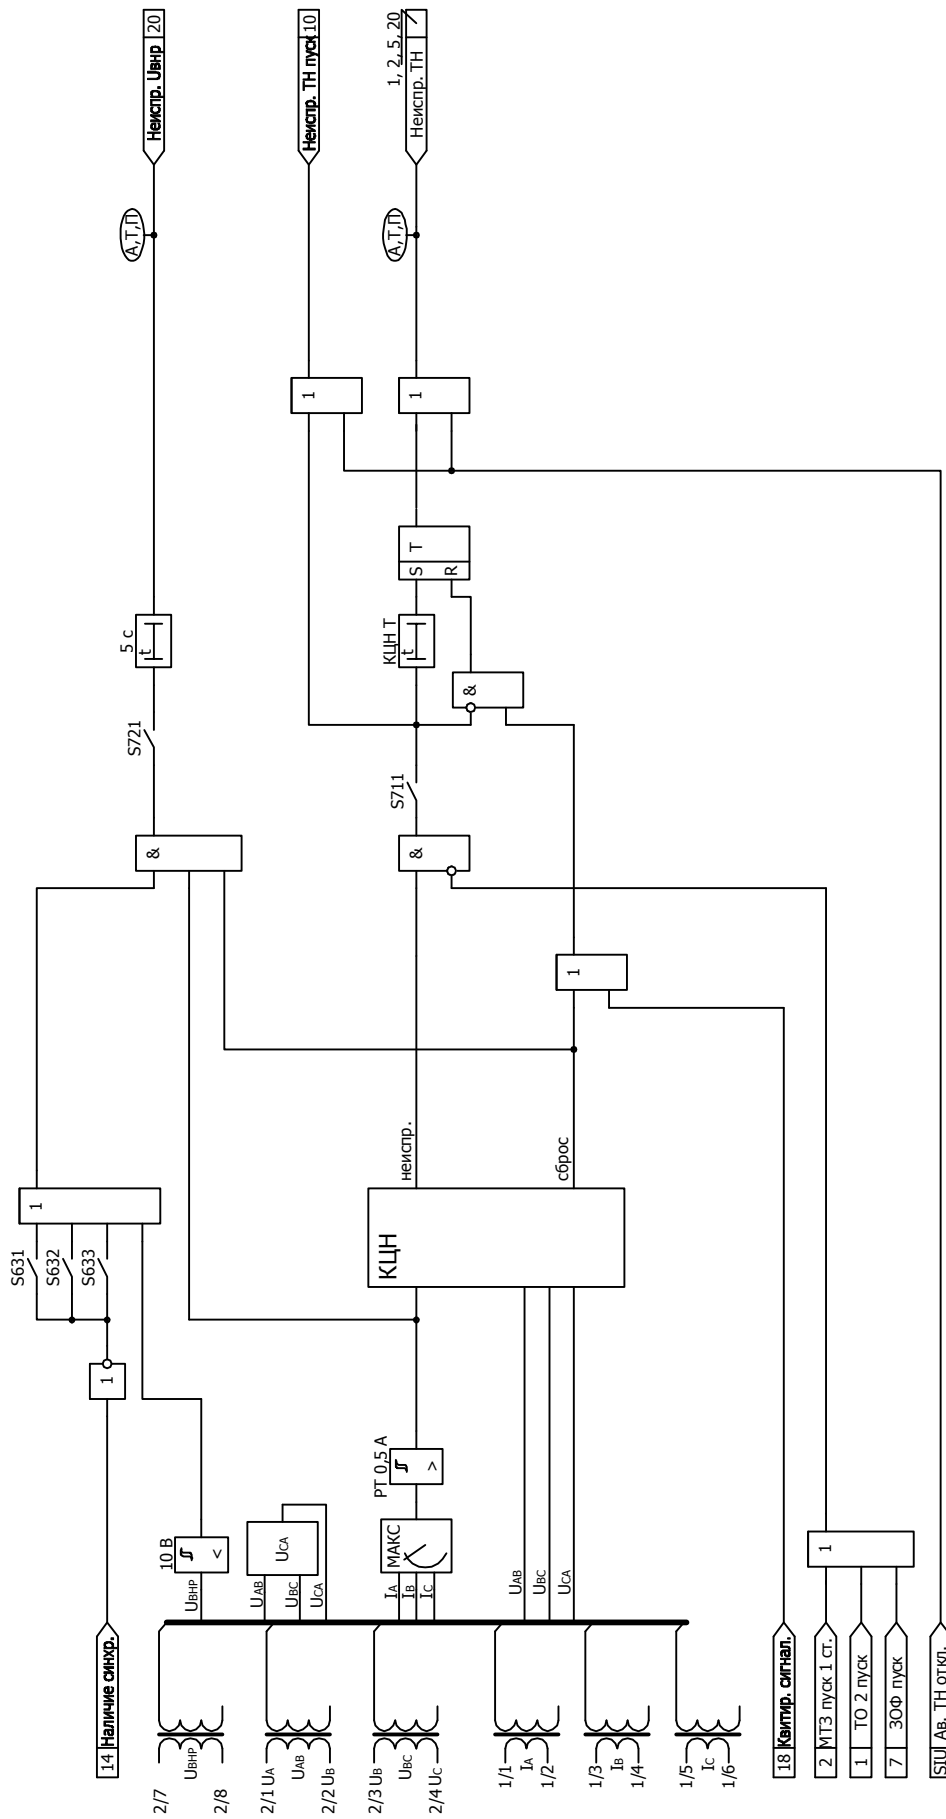 Неиспр. Uвнр 20
Неиспр. ТН пуск 10
1, 2, 5, 20
Неиспр. ТН
А,Т,П
А,Т,П
1
1
S T
R
5 с
t
КЦН Т
t
&
S721
S711
&
&
1
неиспр.
сброс
1
S631
S632
S633
КЦН
1
РТ 0,5 А
>
10 В
<
UCA
МАКС
UВНР
UAB
UBC
UCA
IA
IB
IC
UAB
UBC
UCA
1
14 Наличие синхр.
2/7
UВНР
2/8
2/1 UA
UAB
2/2 UB
2/3 UB
UBC
2/4 UC
1/1
IA
1/2
1/3
IB
1/4
1/5
IC
1/6
18 Квитир. сигнал.
2 МТЗ пуск 1 ст.
1 ТО 2 пуск
7 ЗОФ пуск
SIU Ав. ТН откл.